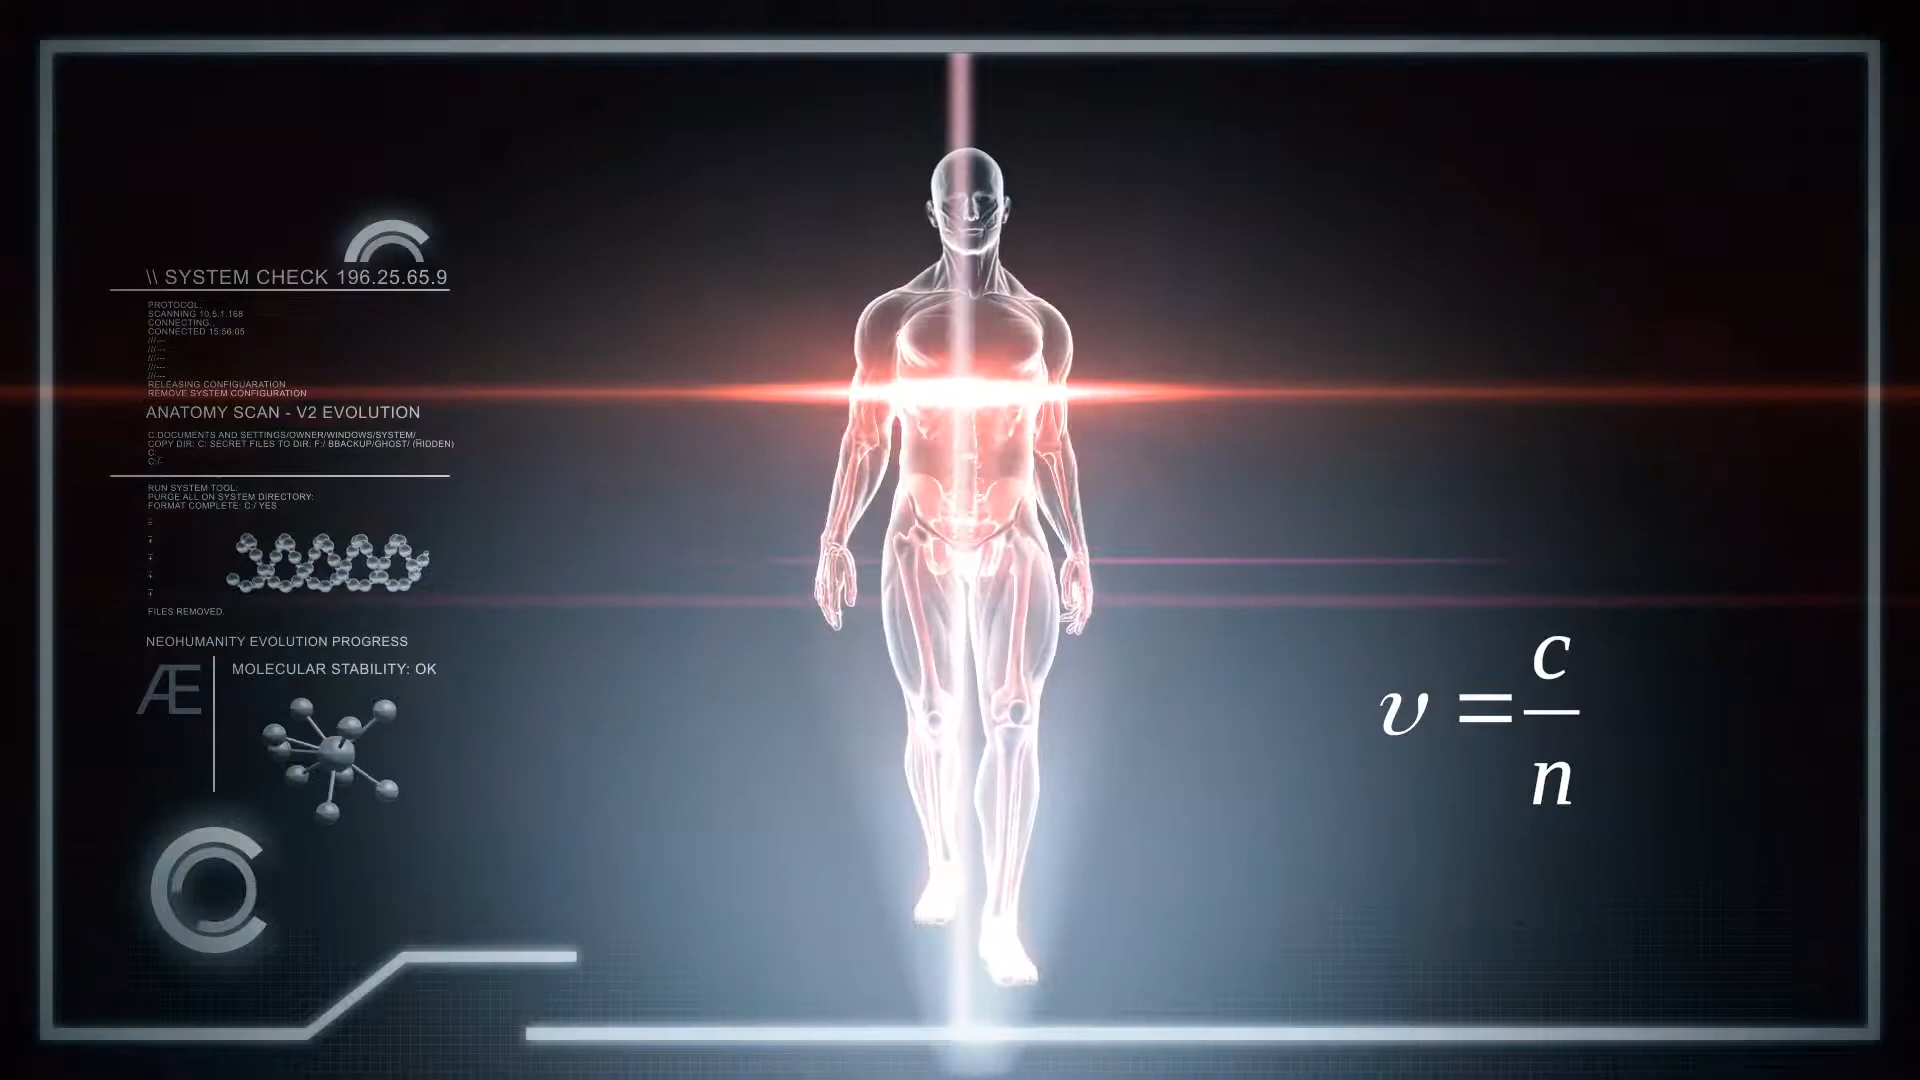 \\ SYSTEM CHECK 196.25.65.9
PROTOCOL:
SCANNING 10.5.1.168
CONNECTING..
CONNECTED 15:56:05
///---
///---
///---
///---
///---
RELEASING CONFIGUARATION
REMOVE SYSTEM CONFIGURATION
ANATOMY SCAN - V2 EVOLUTION
C:DOCUMENTS AND SETTINGS/OWNER/WINDOWS/SYSTEM/
COPY DIR: C: SECRET FILES TO DIR: F:/ BBACKUP/GHOST/ (HIDDEN)
C:
C:/-
RUN SYSTEM TOOL:
PURGE ALL ON SYSTEM DIRECTORY:
FORMAT COMPLETE: C:/ YES
FILES REMOVED.
NEOHUMANITY EVOLUTION PROGRESS
Æ
MOLECULAR STABILITY: OK
υ = c/n